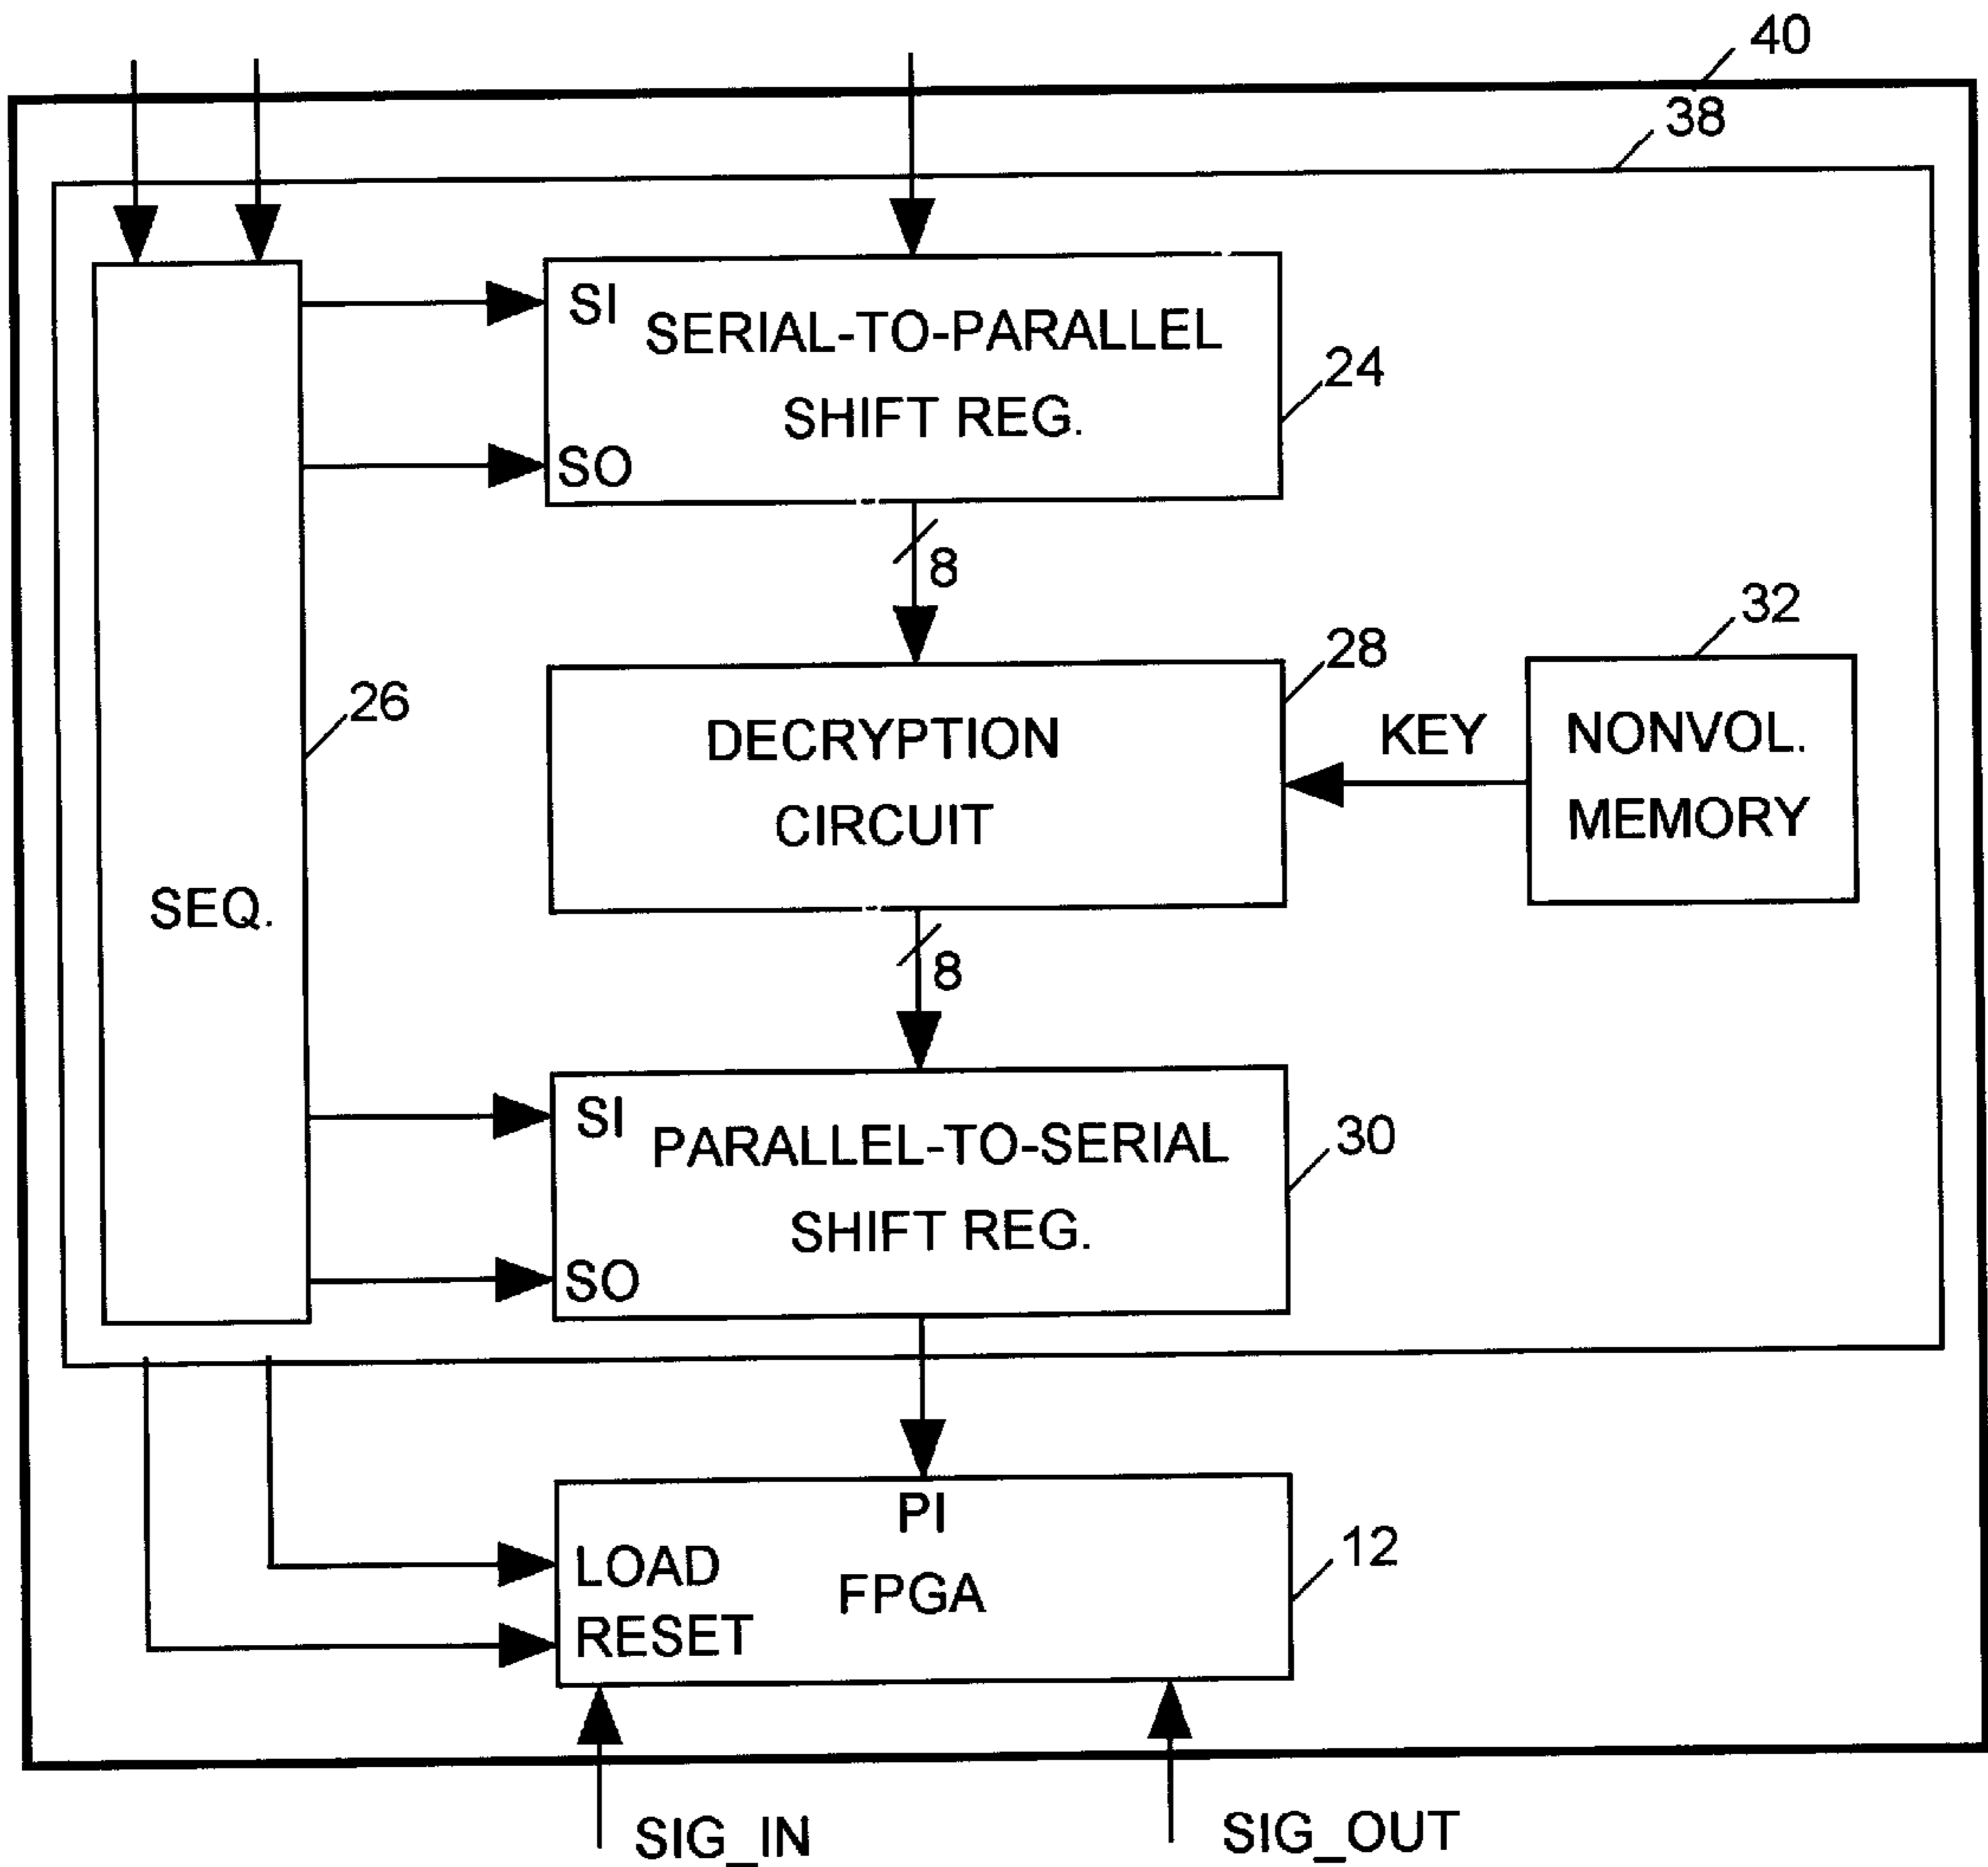 40
38
SI
SERIAL-TO-PARALLEL
SHIFT REG.
SO
24
8
32
28
26
DECRYPTION
CIRCUIT
KEY
NONVOL.
MEMORY
SEQ.
8
SI
PARALLEL-TO-SERIAL
SHIFT REG.
SO
30
PI
LOAD
FPGA
RESET
12
SIG_IN
SIG_OUT